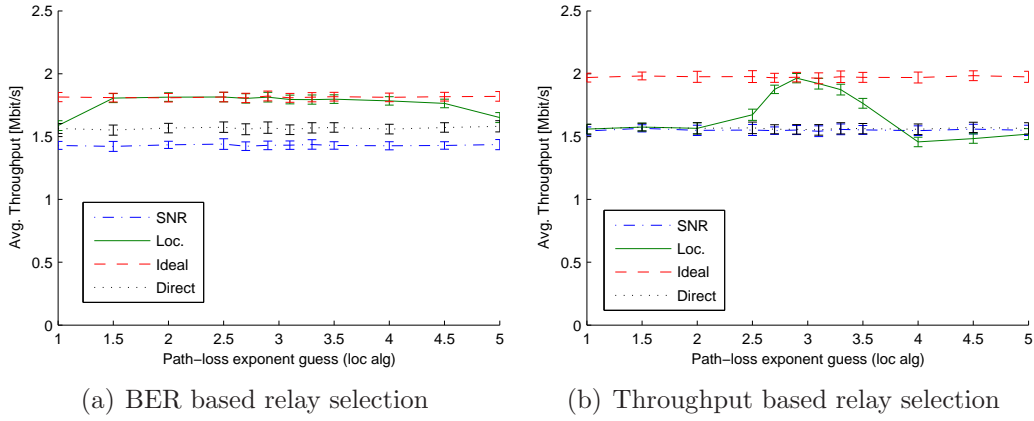 2.5
2
1.5
1
0.5
0
Avg. Throughput [Mbit/s]
SNR
Loc.
Ideal
Direct
1 1.5 2 2.5 3 3.5 4 4.5 5
Path−loss exponent guess (loc alg)
(a) BER based relay selection
2.5
2
1.5
1
0.5
0
Avg. Throughput [Mbit/s]
SNR
Loc.
Ideal
Direct
1 1.5 2 2.5 3 3.5 4 4.5 5
Path−loss exponent guess (loc alg)
(b) Throughput based relay selection